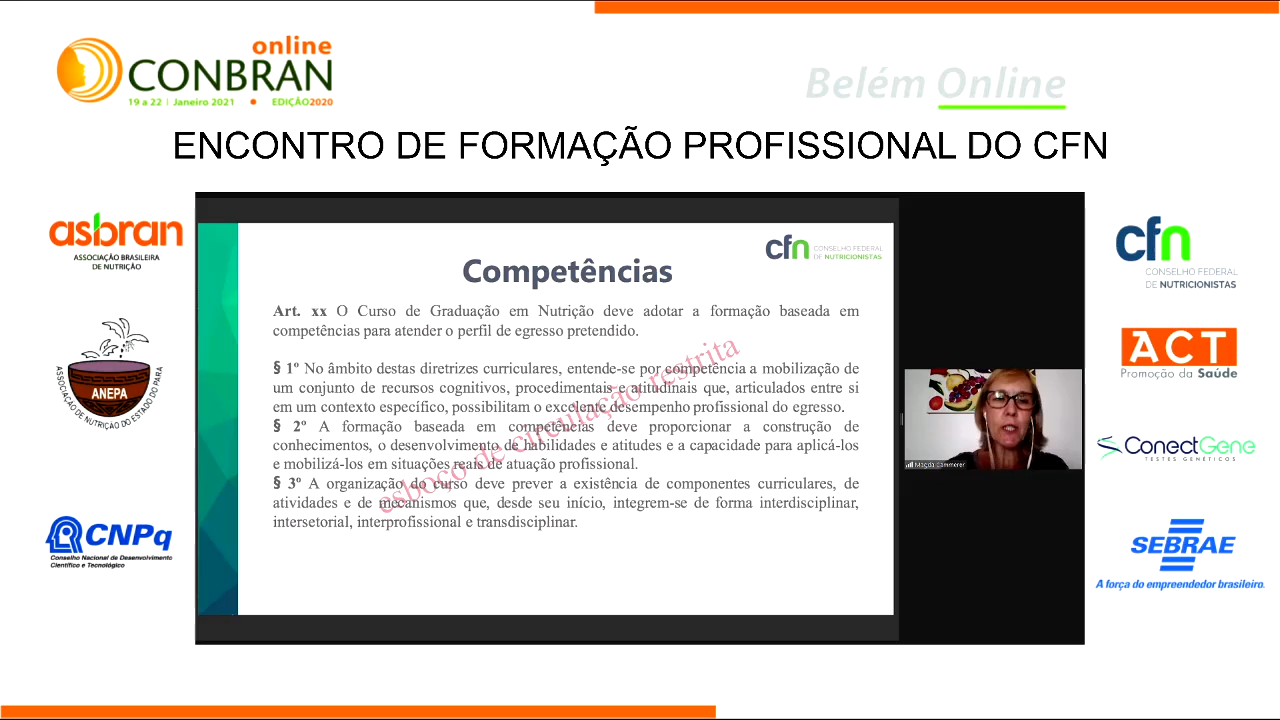 online
CONBRAN
19 a 22 | Janeiro 2021 • EDIÇÃO2020
Belém Online
ENCONTRO DE FORMAÇÃO PROFISSIONAL DO CFN
asbran
ASSOCIAÇÃO BRASILEIRA
DE NUTRIÇÃO
ANEPA
ASSOCIAÇÃO DE NUTRIÇÃO DO ESTADO DO PARÁ
CNPq
Conselho Nacional de Desenvolvimento
Científico e Tecnológico
cfn
CONSELHO FEDERAL
DE NUTRICIONISTAS
Competências
Art. xx O Curso de Graduação em Nutrição deve adotar a formação baseada em
competências para atender o perfil de egresso pretendido.
§ 1º No âmbito destas diretrizes curriculares, entende-se por competência a mobilização de
um conjunto de recursos cognitivos, procedimentais e atitudinais que, articulados entre si
em um contexto específico, possibilitam o excelente desempenho profissional do egresso.
§ 2º A formação baseada em competências deve proporcionar a construção de
conhecimentos, o desenvolvimento de habilidades e atitudes e a capacidade para aplicá-los
e mobilizá-los em situações reais de atuação profissional.
§ 3º A organização do curso deve prever a existência de componentes curriculares, de
atividades e de mecanismos que, desde seu início, integrem-se de forma interdisciplinar,
intersetorial, interprofissional e transdisciplinar.
esboço de circulação restrita
Magda Cammerer
cfn
CONSELHO FEDERAL
DE NUTRICIONISTAS
ACT
Promoção da Saúde
ConectGene
TESTES GENÉTICOS
SEBRAE
A força do empreendedor brasileiro.